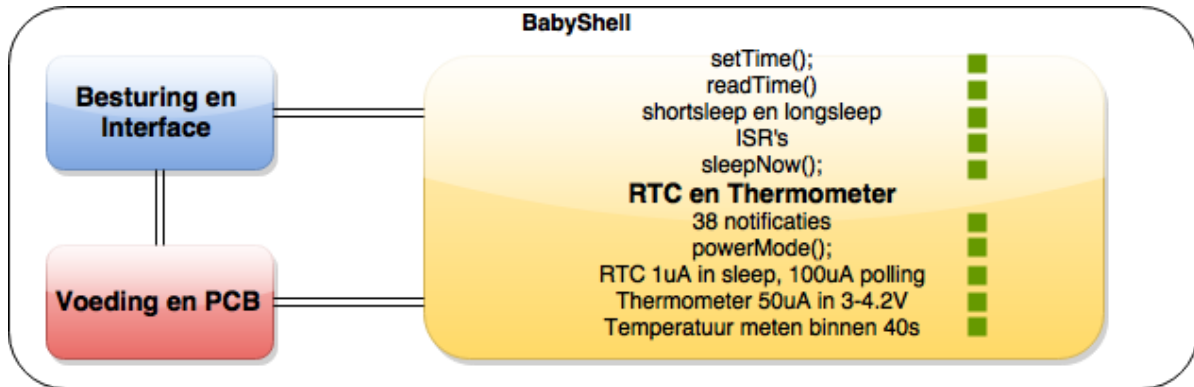 BabyShell
Besturing en
Interface
Voeding en PCB
setTime();
readTime()
shortsleep en longsleep
ISR's
sleepNow();
RTC en Thermometer
38 notificaties
powerMode();
RTC 1uA in sleep, 100uA polling
Thermometer 50uA in 3-4.2V
Temperatuur meten binnen 40s